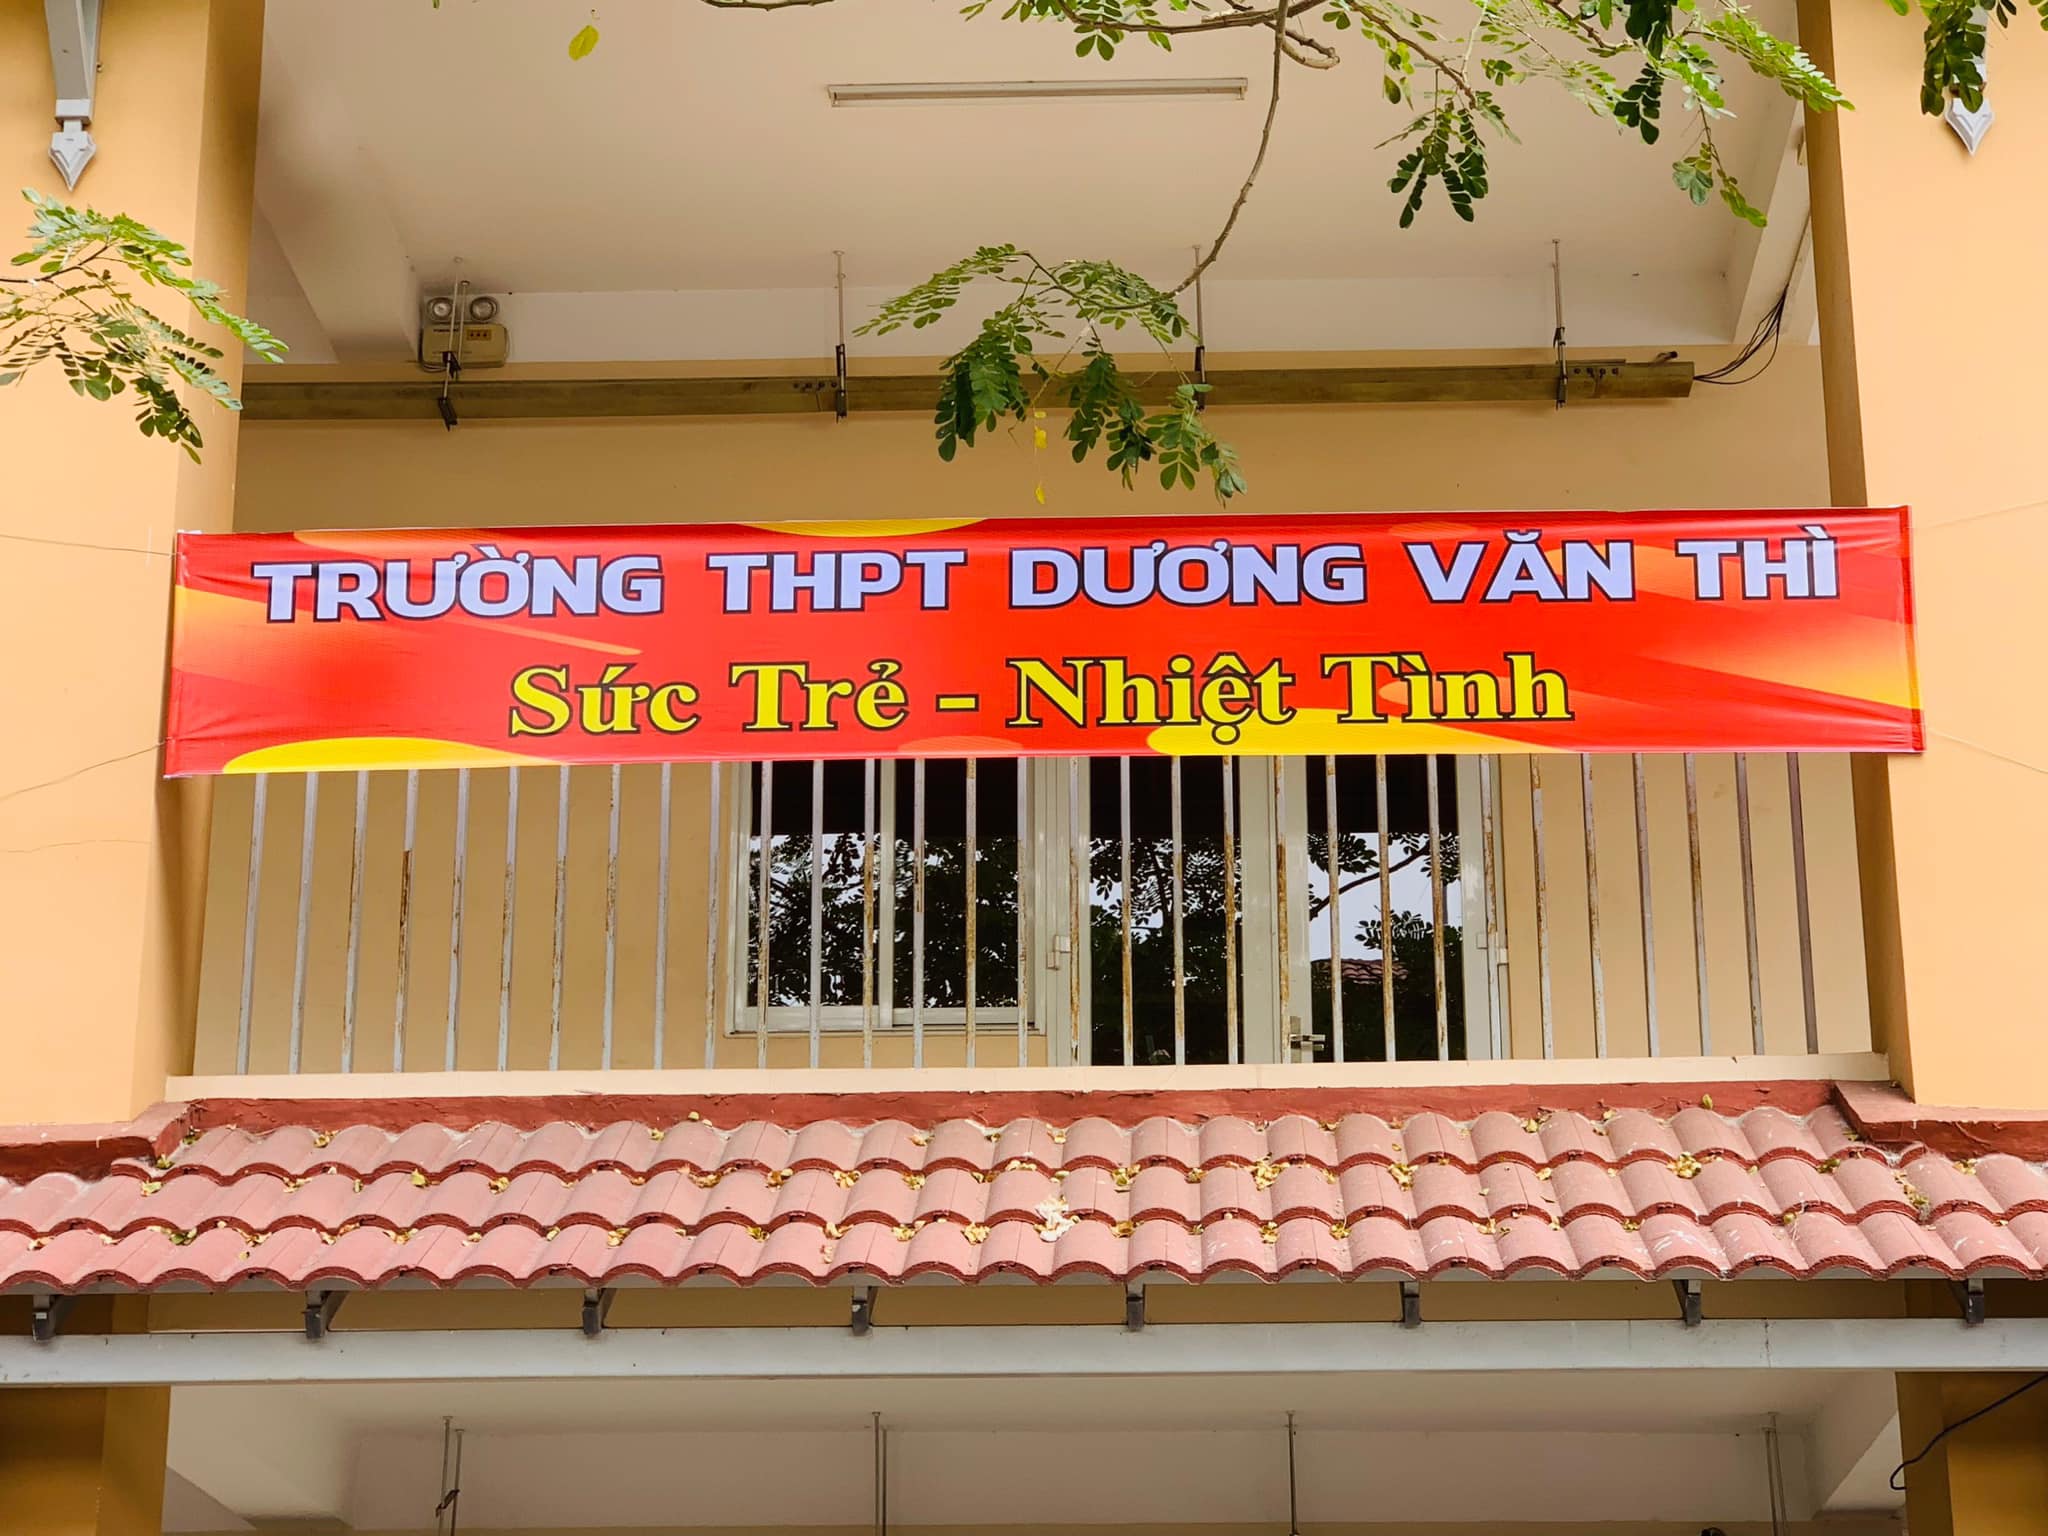 TRƯỜNG THPT DƯƠNG VĂN THÌ
Sức Trẻ - Nhiệt Tình